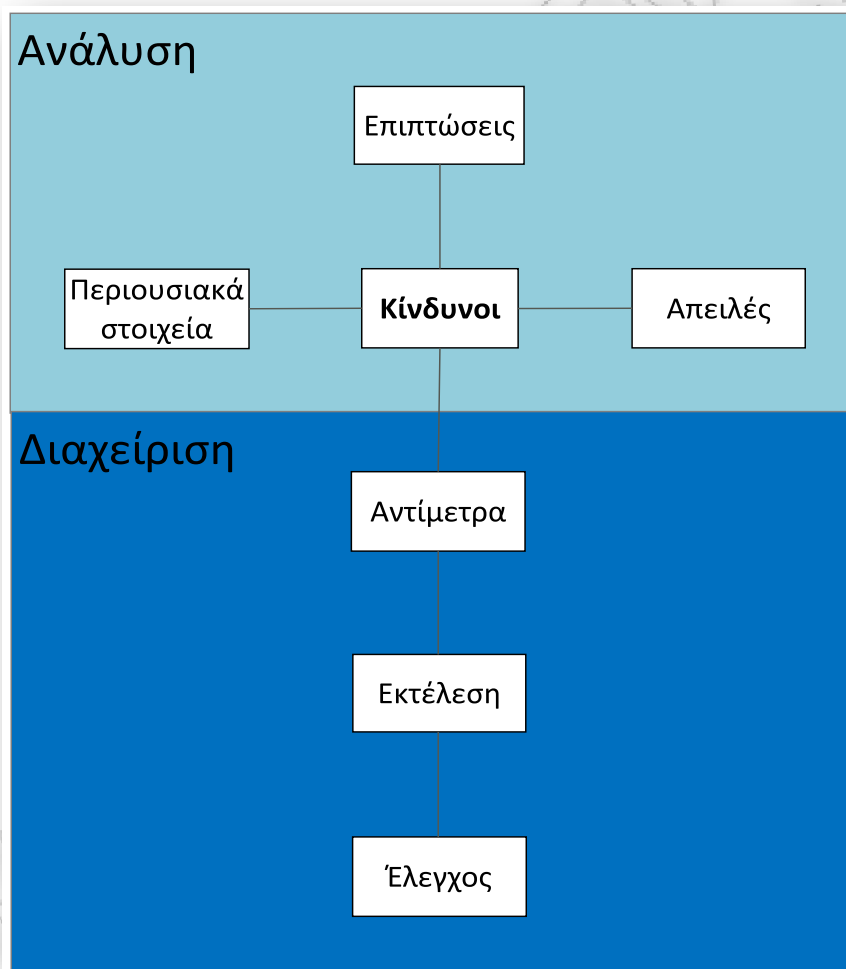 Ανάλυση
Επιπτώσεις
Περιουσιακά
στοιχεία
Κίνδυνοι
Απειλές
Διαχείριση
Αντίμετρα
Εκτέλεση
Έλεγχος